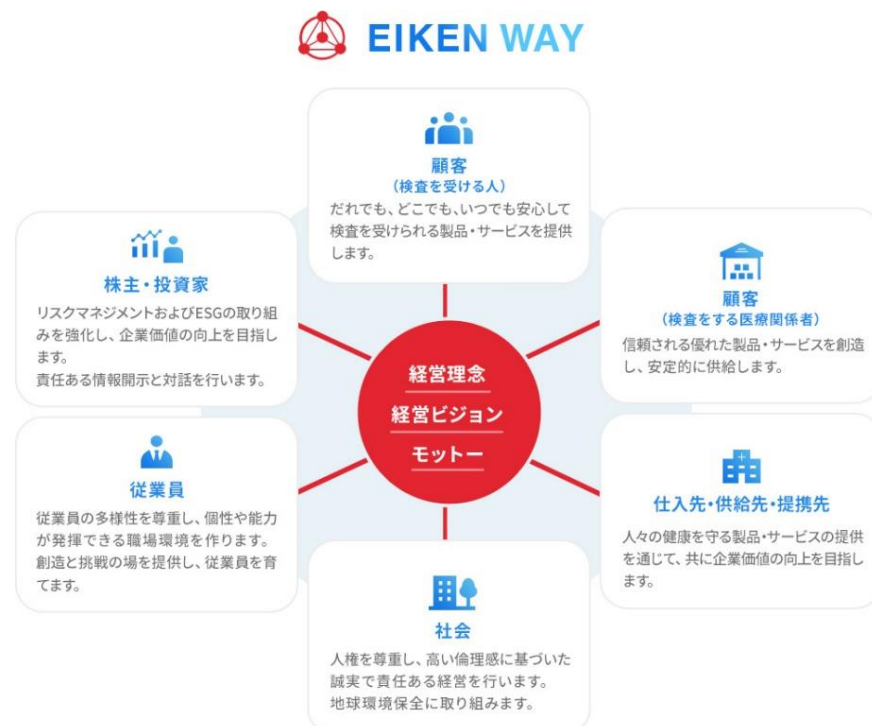 EIKEN WAY
顧客
（検査を受ける人）
だれでも、どこでも、いつでも安心して
検査を受けられる製品・サービスを提供
します。
株主・投資家
リスクマネジメントおよびESGの取り組
みを強化し、企業価値の向上を目指し
ます。
責任ある情報開示と対話を行います。
顧客
（検査をする医療関係者）
信頼される優れた製品・サービスを創造
し、安定的に供給します。
経営理念
経営ビジョン
モットー
従業員
従業員の多様性を尊重し、個性や能力
が発揮できる職場環境を作ります。
創造と挑戦の場を提供し、従業員を育
てます。
仕入先・供給先・提携先
人々の健康を守る製品・サービスの提供
を通じて、共に企業価値の向上を目指し
ます。
社会
人権を尊重し、高い倫理感に基づいた
誠実で責任ある経営を行います。
地球環境保全に取り組みます。